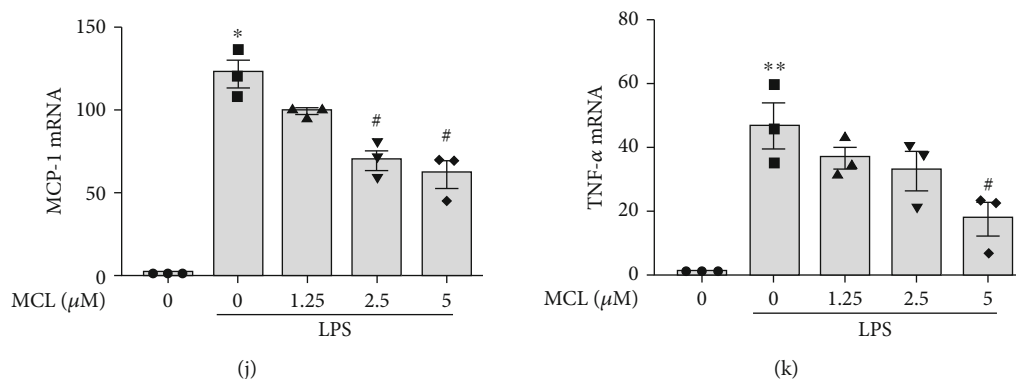 150
*
100
#
#
50
0
MCP-1 mRNA
MCL (μM)
0 0 1.25 2.5 5
LPS
(j)
80
**
60
40
#
20
0
TNF-α mRNA
MCL (μM)
0 0 1.25 2.5 5
LPS
(k)